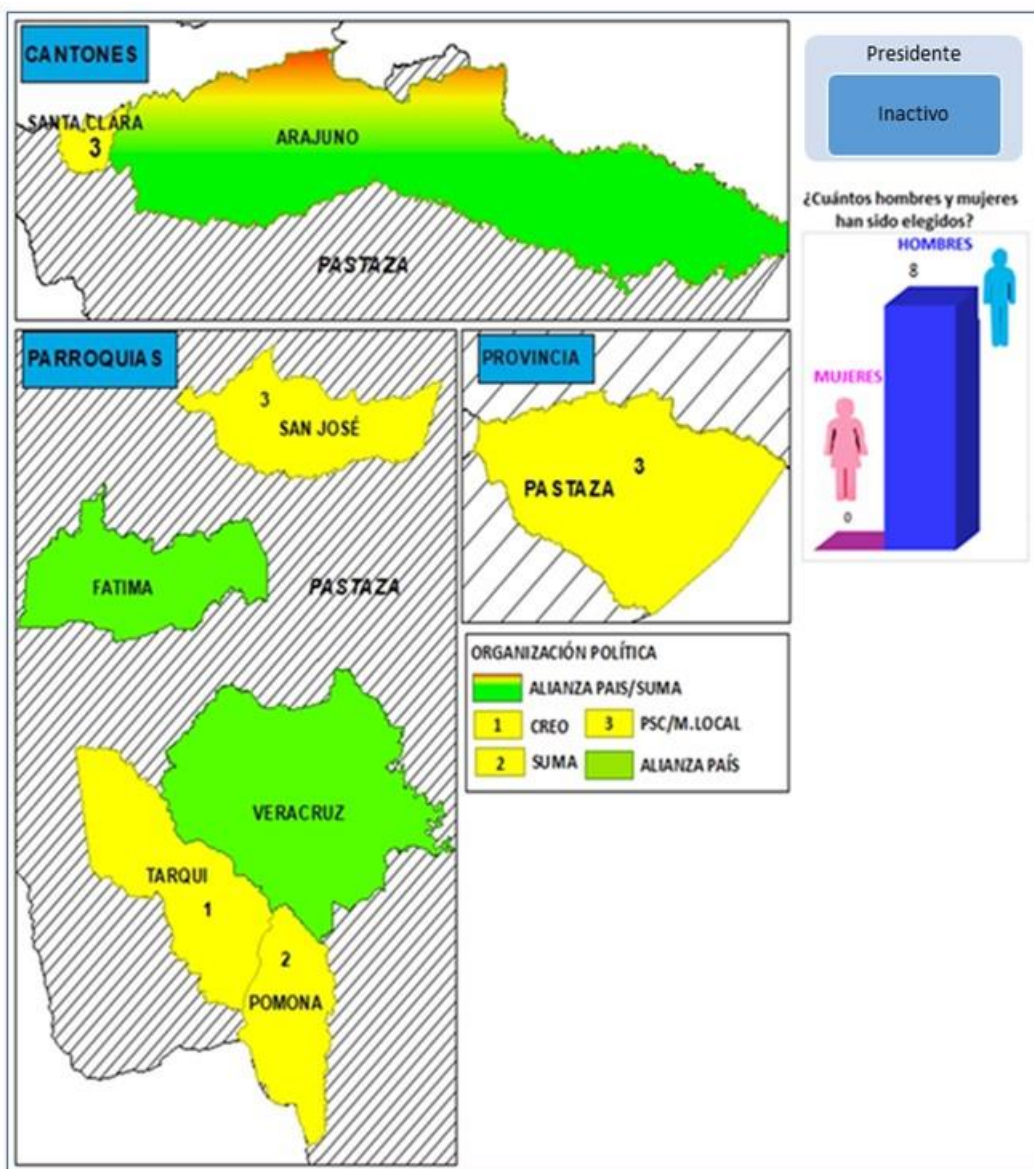 CANTONES
SANTA CLARA
3
ARAJUNO
PASTAZA
Presidente
Inactivo
¿Cuántos hombres y mujeres
han sido elegidos?
HOMBRES
8
MUJERES
0
PARROQUIAS
3
SAN JOSÉ
FATIMA
PASTAZA
VERACRUZ
TARQUI
1
2
POMONA
PROVINCIA
3
PASTAZA
ORGANIZACIÓN POLÍTICA
ALIANZA PAIS/SUMA
1 CREO 3 PSC/M.LOCAL
2 SUMA ALIANZA PAÍS